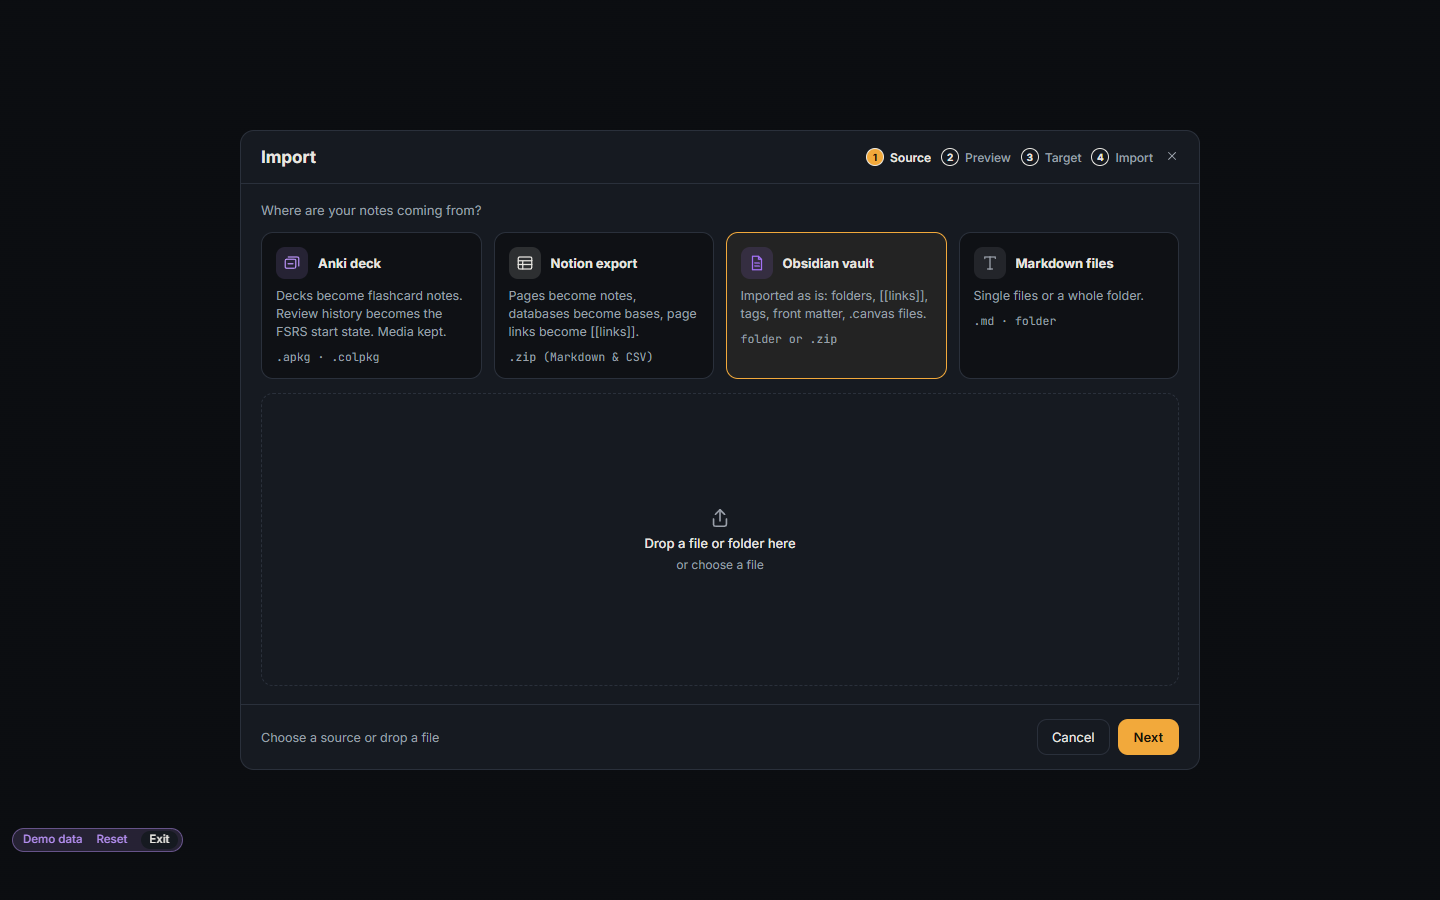 Import
1 Source 2 Preview 3 Target 4 Import
Where are your notes coming from?
Anki deck
Decks become flashcard notes.
Review history becomes the
FSRS start state. Media kept.
.apkg · .colpkg
Notion export
Pages become notes,
databases become bases, page
links become [[links]].
.zip (Markdown & CSV)
Obsidian vault
Imported as is: folders, [[links]],
tags, front matter, .canvas files.
folder or .zip
Markdown files
Single files or a whole folder.
.md · folder
Drop a file or folder here
or choose a file
Choose a source or drop a file
Cancel
Next
Demo data Reset Exit